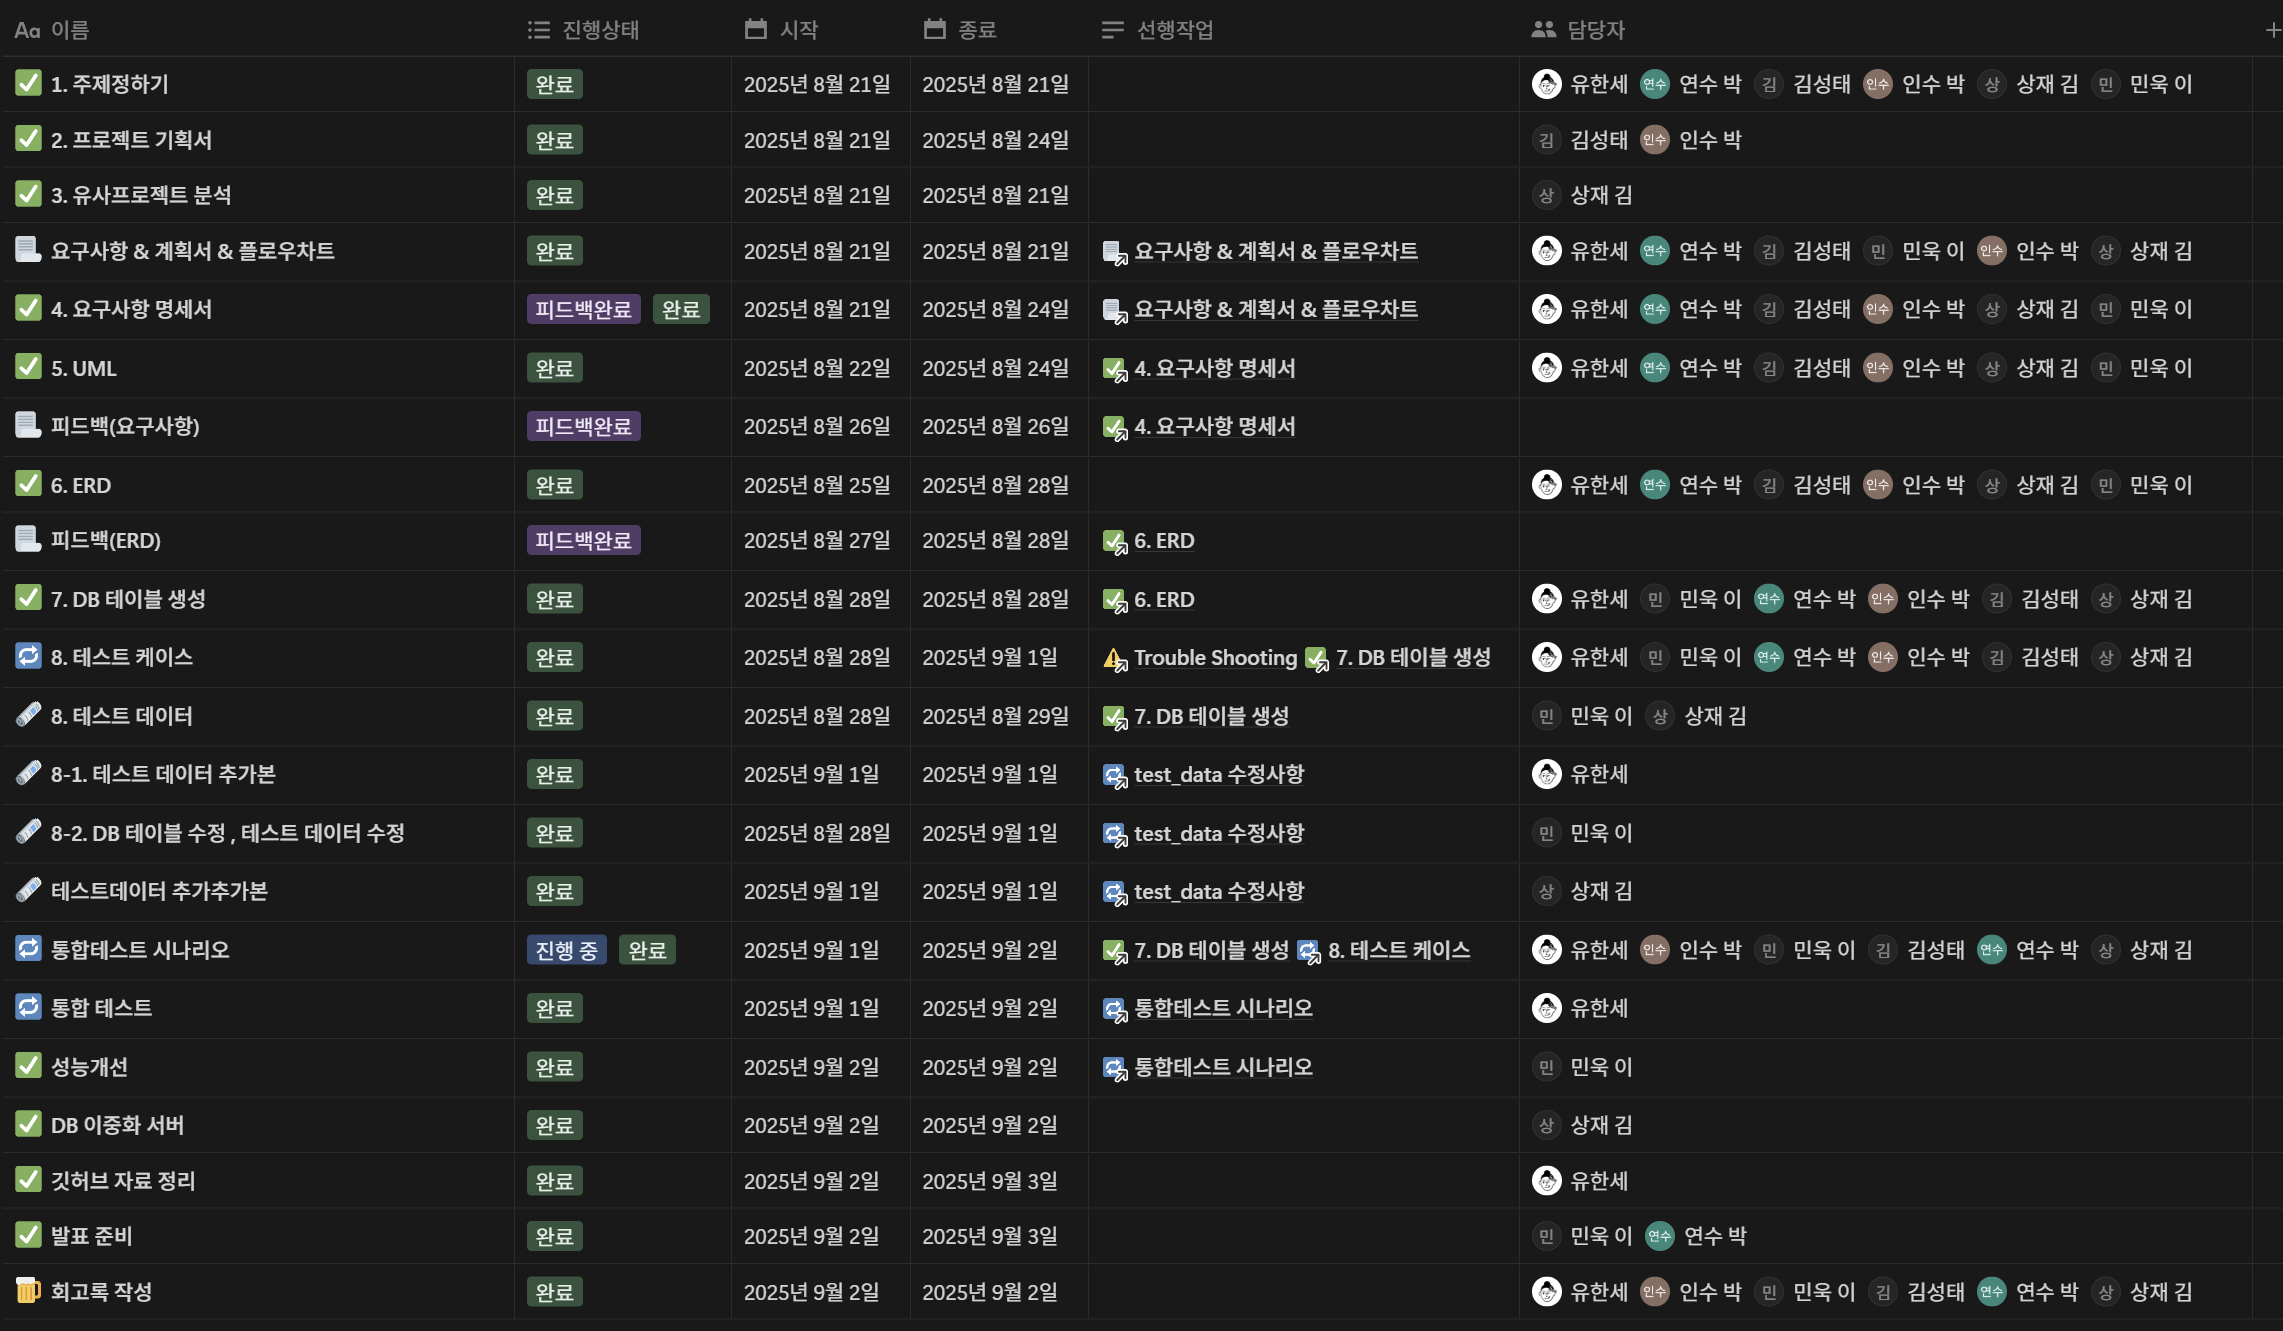 Aa 이름 진행상태 시작 종료 선행작업 담당자
1. 주제정하기 완료 2025년 8월 21일 2025년 8월 21일 유한세 연수 연수 박 김 김성태 인수 인수 박 상 상재 김 민 민욱 이
2. 프로젝트 기획서 완료 2025년 8월 21일 2025년 8월 24일 김 김성태 인수 인수 박
3. 유사프로젝트 분석 완료 2025년 8월 21일 2025년 8월 21일 상 상재 김
요구사항 & 계획서 & 플로우차트 완료 2025년 8월 21일 2025년 8월 21일 요구사항 & 계획서 & 플로우차트 유한세 연수 연수 박 김 김성태 민 민욱 이 인수 인수 박 상 상재 김
4. 요구사항 명세서 피드백완료 완료 2025년 8월 21일 2025년 8월 24일 요구사항 & 계획서 & 플로우차트 유한세 연수 연수 박 김 김성태 인수 인수 박 상 상재 김 민 민욱 이
5. UML 완료 2025년 8월 22일 2025년 8월 24일 4. 요구사항 명세서 유한세 연수 연수 박 김 김성태 인수 인수 박 상 상재 김 민 민욱 이
피드백(요구사항) 피드백완료 2025년 8월 26일 2025년 8월 26일 4. 요구사항 명세서
6. ERD 완료 2025년 8월 25일 2025년 8월 28일 유한세 연수 연수 박 김 김성태 인수 인수 박 상 상재 김 민 민욱 이
피드백(ERD) 피드백완료 2025년 8월 27일 2025년 8월 28일 6. ERD
7. DB 테이블 생성 완료 2025년 8월 28일 2025년 8월 28일 6. ERD 유한세 민 민욱 이 연수 연수 박 인수 인수 박 김 김성태 상 상재 김
8. 테스트 케이스 완료 2025년 8월 28일 2025년 9월 1일 Trouble Shooting 7. DB 테이블 생성 유한세 민 민욱 이 연수 연수 박 인수 인수 박 김 김성태 상 상재 김
8. 테스트 데이터 완료 2025년 8월 28일 2025년 8월 29일 7. DB 테이블 생성 민 민욱 이 상 상재 김
8-1. 테스트 데이터 추가본 완료 2025년 9월 1일 2025년 9월 1일 test_data 수정사항 유한세
8-2. DB 테이블 수정 , 테스트 데이터 수정 완료 2025년 8월 28일 2025년 9월 1일 test_data 수정사항 민 민욱 이
테스트데이터 추가추가본 완료 2025년 9월 1일 2025년 9월 1일 test_data 수정사항 상 상재 김
통합테스트 시나리오 진행 중 완료 2025년 9월 1일 2025년 9월 2일 7. DB 테이블 생성 8. 테스트 케이스 유한세 인수 인수 박 민 민욱 이 김 김성태 연수 연수 박 상 상재 김
통합 테스트 완료 2025년 9월 1일 2025년 9월 2일 통합테스트 시나리오 유한세
성능개선 완료 2025년 9월 2일 2025년 9월 2일 통합테스트 시나리오 민 민욱 이
DB 이중화 서버 완료 2025년 9월 2일 2025년 9월 2일 상 상재 김
깃허브 자료 정리 완료 2025년 9월 2일 2025년 9월 3일 유한세
발표 준비 완료 2025년 9월 2일 2025년 9월 3일 민 민욱 이 연수 연수 박
회고록 작성 완료 2025년 9월 2일 2025년 9월 2일 유한세 인수 인수 박 민 민욱 이 김 김성태 연수 연수 박 상 상재 김